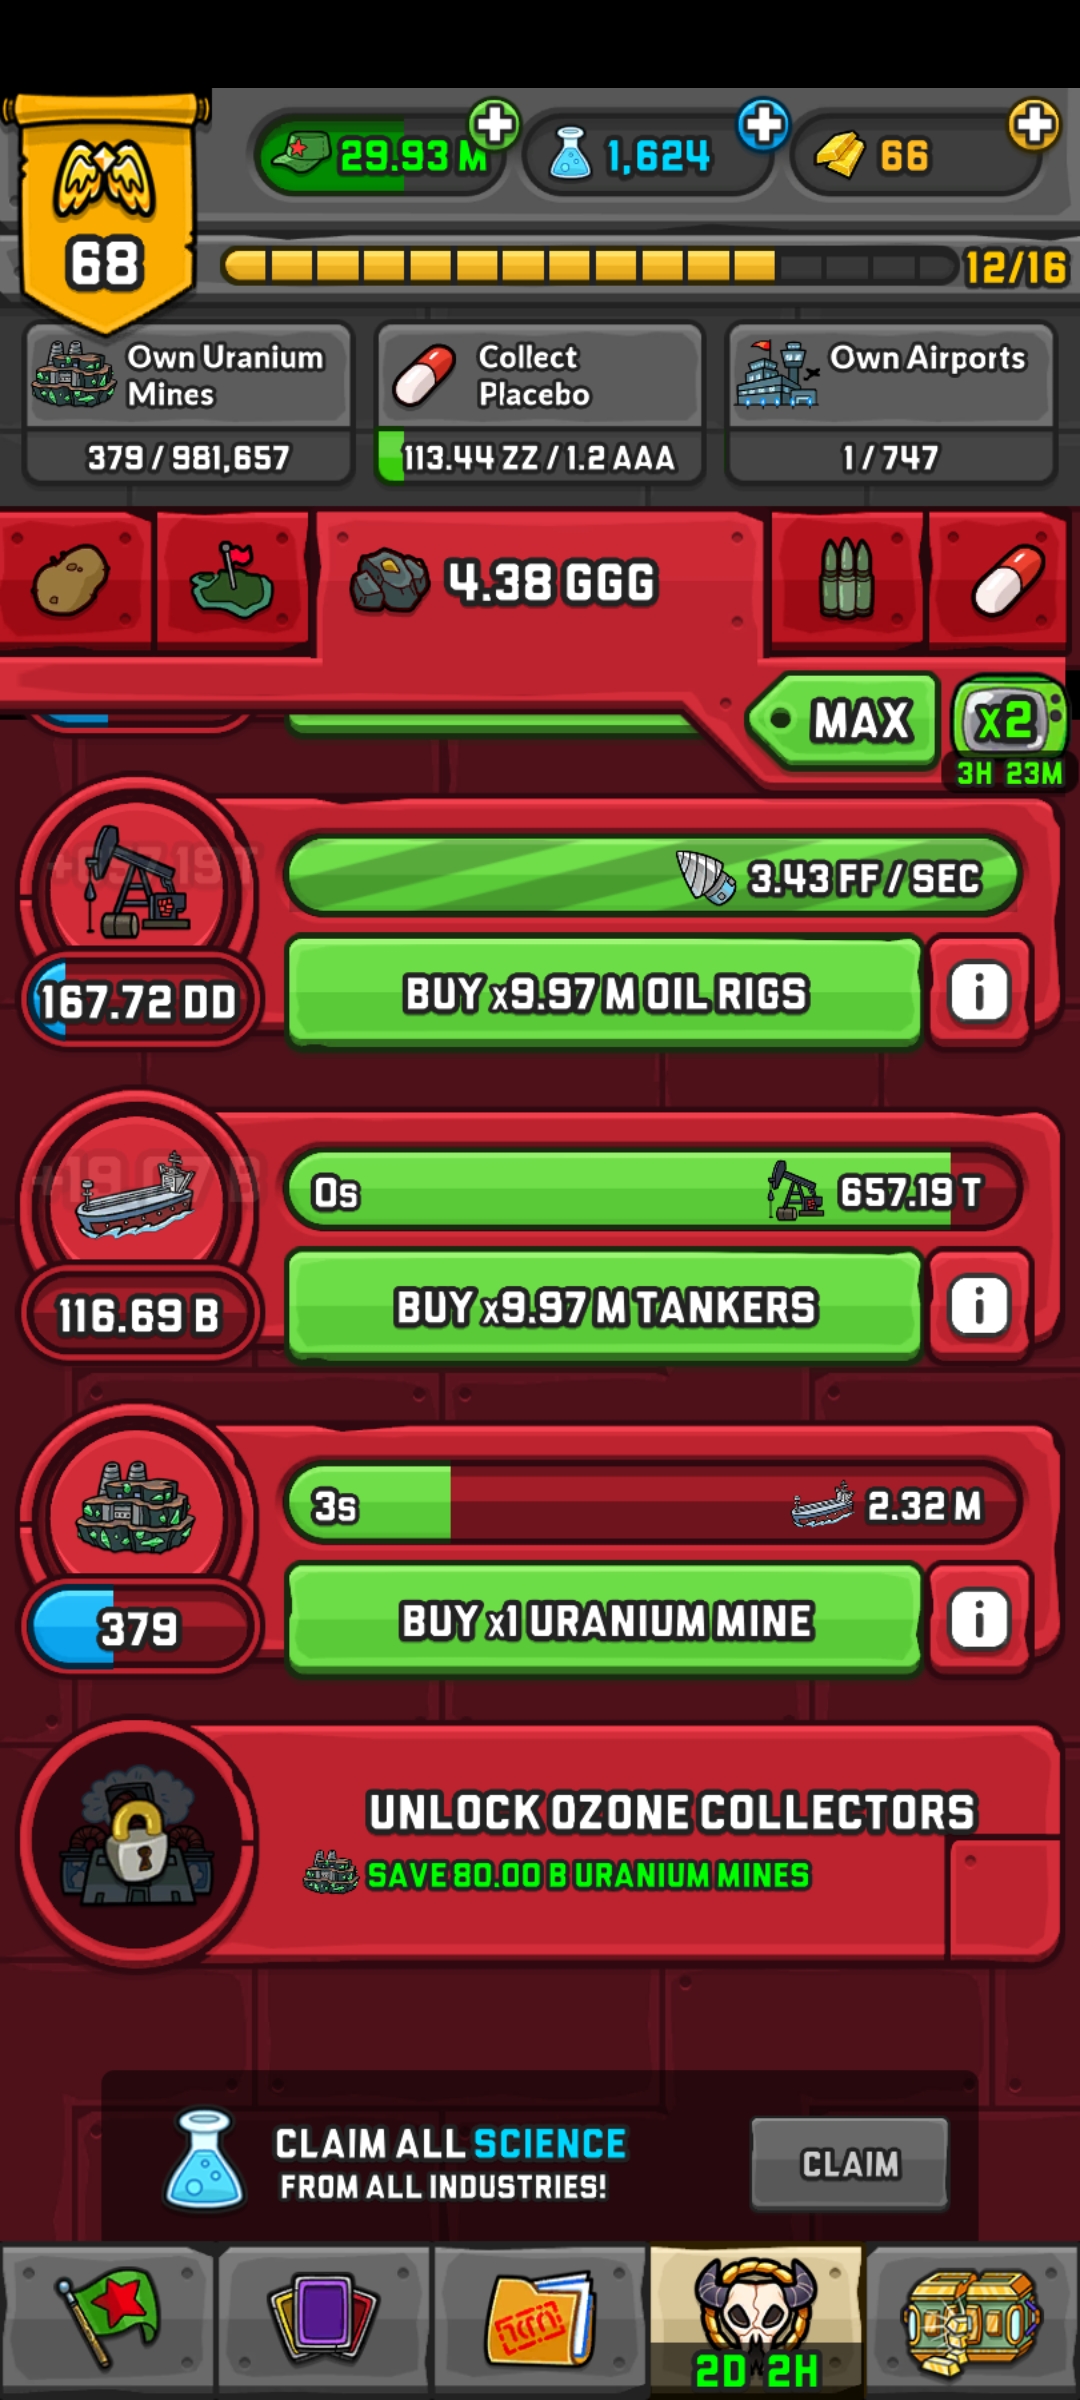 29.93 M
1,624
66
68
12/16
Own Uranium
Mines
379 / 981,657
Collect
Placebo
113.44 ZZ / 1.2 AAA
Own Airports
1 / 747
4.38 GGG
MAX
x2
3H 23M
3.43 FF / SEC
167.72 DD
BUY x9.97 M OIL RIGS
i
0s
657.19 T
116.69 B
BUY x9.97 M TANKERS
i
3s
2.32 M
379
BUY x1 URANIUM MINE
i
UNLOCK OZONE COLLECTORS
SAVE 80.00 B URANIUM MINES
CLAIM ALL SCIENCE
FROM ALL INDUSTRIES!
CLAIM
2D 2H